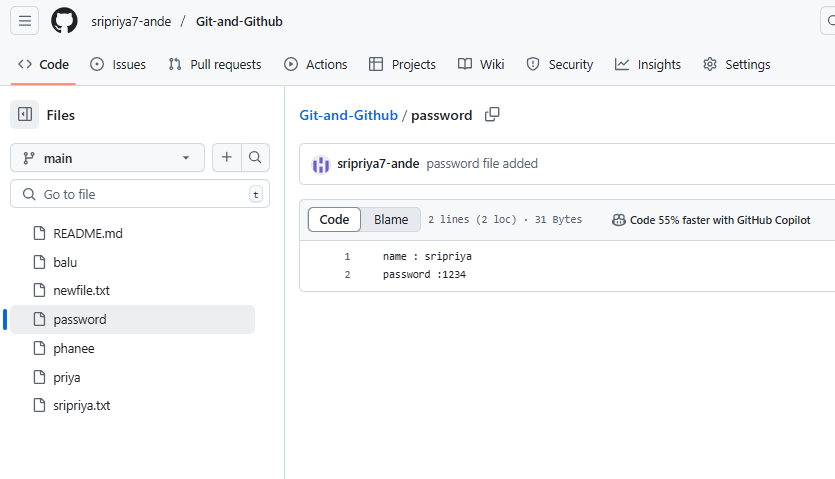 sripriya7-ande / Git-and-Github
Code Issues Pull requests Actions Projects Wiki Security Insights Settings
Files
main
Go to file t
README.md
balu
newfile.txt
password
phanee
priya
sripriya.txt
Git-and-Github / password
sripriya7-ande password file added
Code Blame 2 lines (2 loc) · 31 Bytes Code 55% faster with GitHub Copilot
1 name : sripriya
2 password :1234